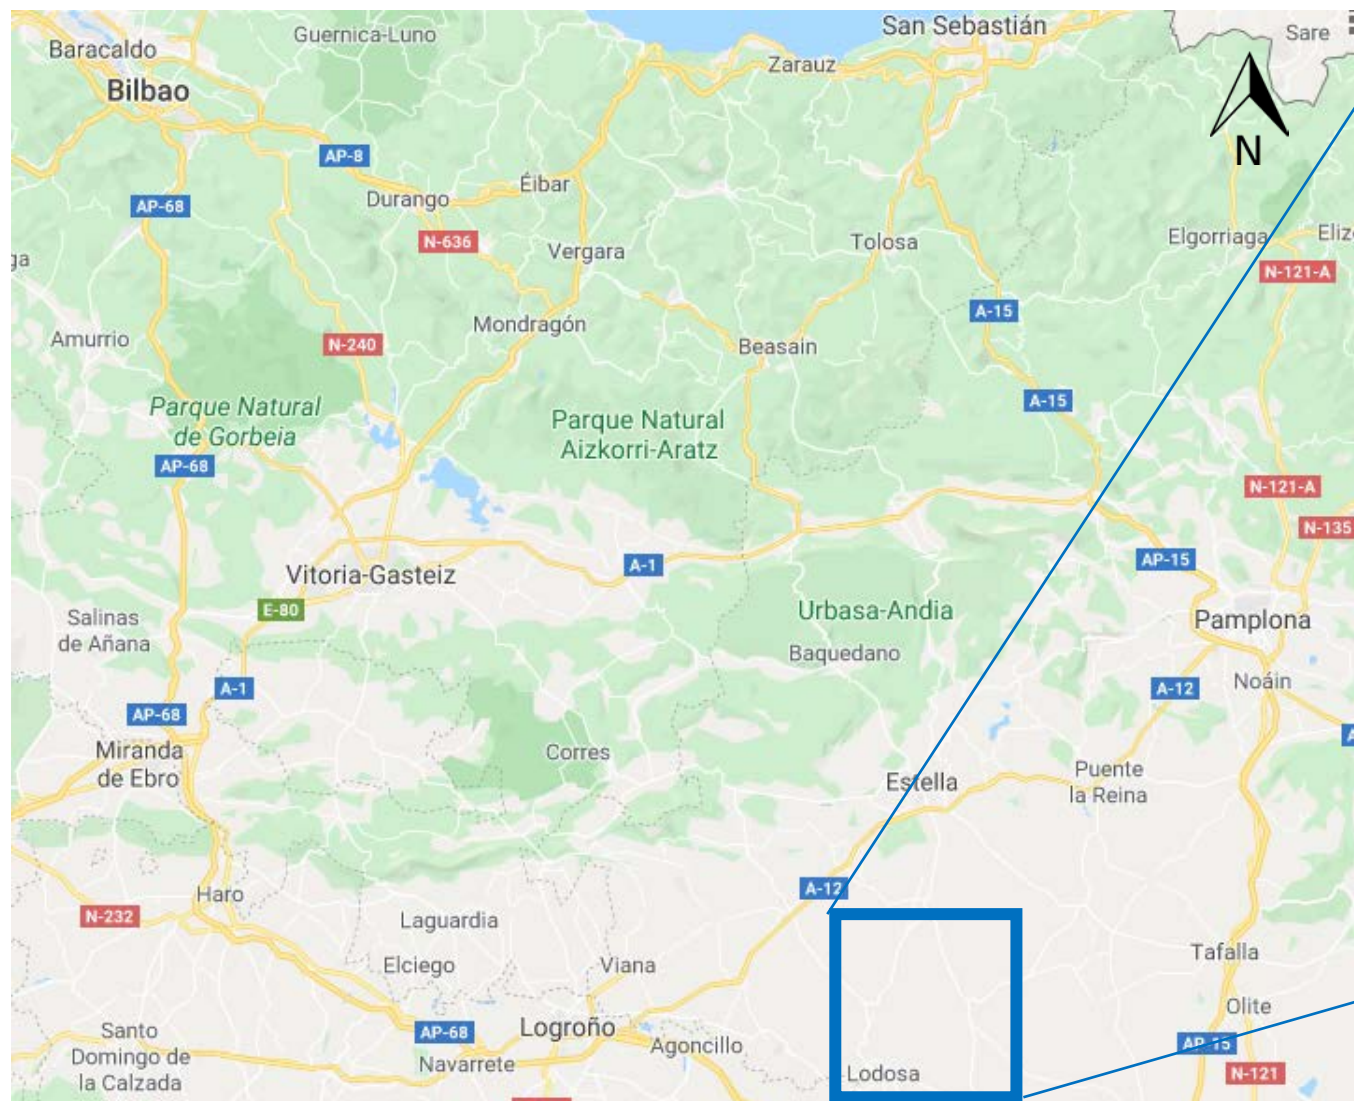 San Sebastián
Sare
Guernica-Luno
Baracaldo
Zarauz
Bilbao
N
AP-8
Éibar
Durango
AP-68
N-636
Vergara
Tolosa
Elgorriaga
Eliz
ga
N-121-A
A-15
Mondragón
Amurrio
N-240
Beasain
A-15
Parque Natural
de Gorbeia
Parque Natural
Aizkorri-Aratz
AP-68
N-121-A
N-135
A-1
AP-15
Vitoria-Gasteiz
E-80
Urbasa-Andia
Salinas
de Añana
Pamplona
Baquedano
A-1
A-12
Noáin
AP-68
A
Miranda
de Ebro
Corres
Estella
Puente
la Reina
A-12
Haro
N-232
Laguardia
Tafalla
Elciego
Viana
Olite
Logroño
Santo
Domingo de
la Calzada
AP-68
Agoncillo
AP-15
Navarrete
Lodosa
N-121